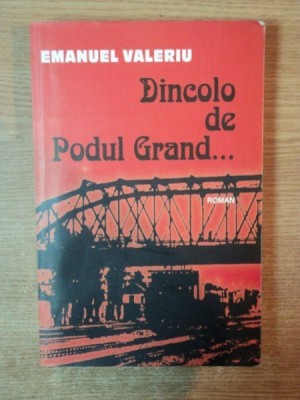 EMANUEL VALERIU
Dincolo
de
Podul Grand...
ROMAN